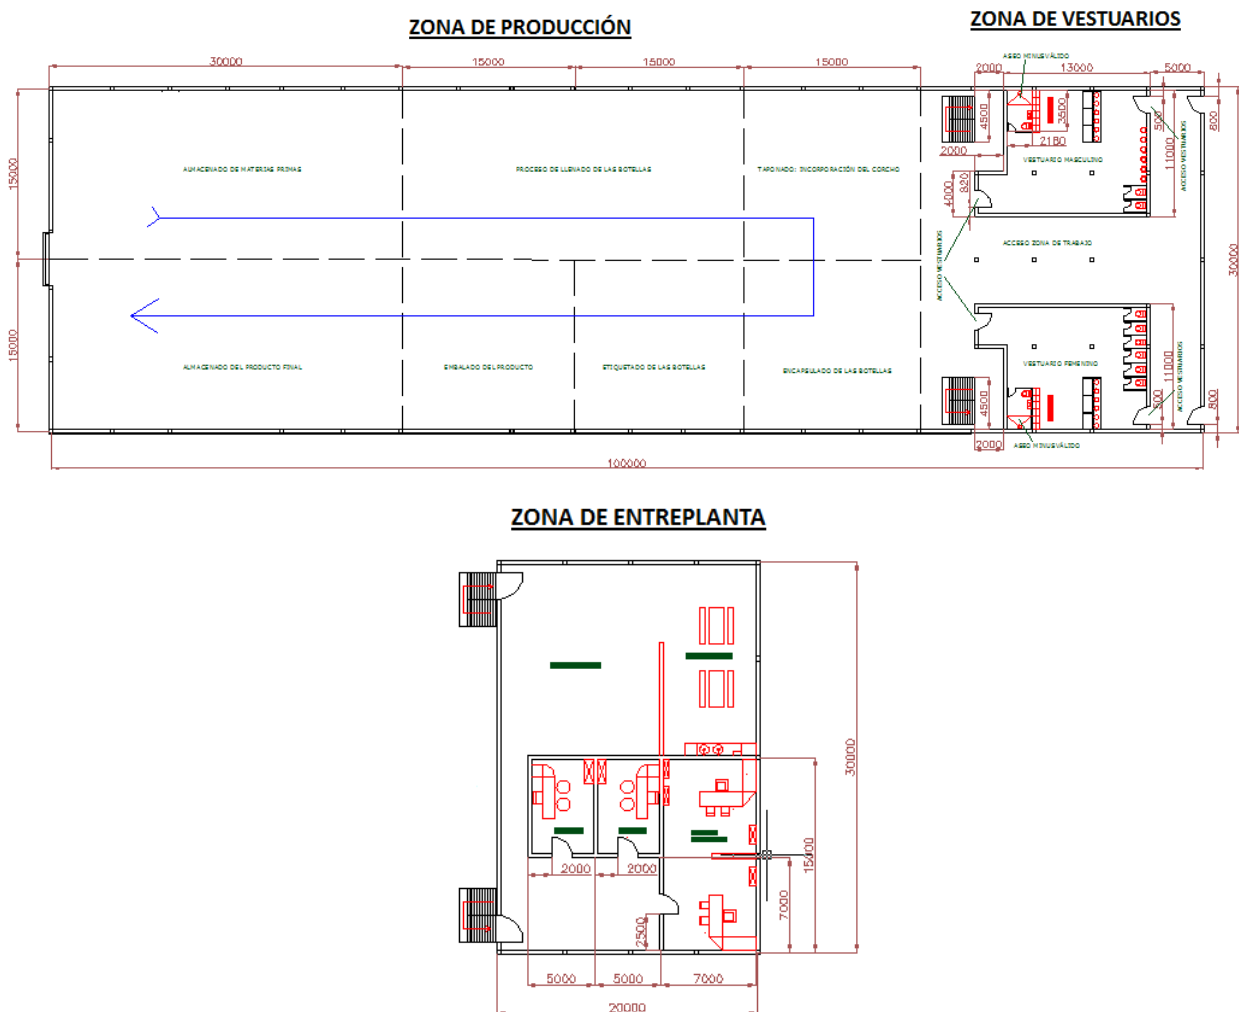 ZONA DE PRODUCCIÓN
ZONA DE VESTUARIOS
ASEO MINUSVÁLIDO
30000
15000
15000
15000
2000
13000
5000
15000
4500
3500
500
800
2180
2000
ALMACENADO DE MATERIAS PRIMAS
PROCESO DE LLENADO DE LAS BOTELLAS
TAPONADO: INCORPORACIÓN DEL CORCHO
VESTUARIO MASCULINO
11000
ACCESO VESTUARIOS
4000
820
ACCESO VESTUARIOS
ACCESO ZONA DE TRABAJO
30000
15000
ALMACENADO DEL PRODUCTO FINAL
EMBALADO DEL PRODUCTO
ETIQUETADO DE LAS BOTELLAS
ENCAPSULADO DE LAS BOTELLAS
VESTUARIO FEMENINO
11000
ACCESO VESTUARIOS
4500
500
800
2000
ASEO MINUSVÁLIDO
100000
ZONA DE ENTREPLANTA
30000
15000
2000
2000
7000
2500
5000
5000
7000
20000